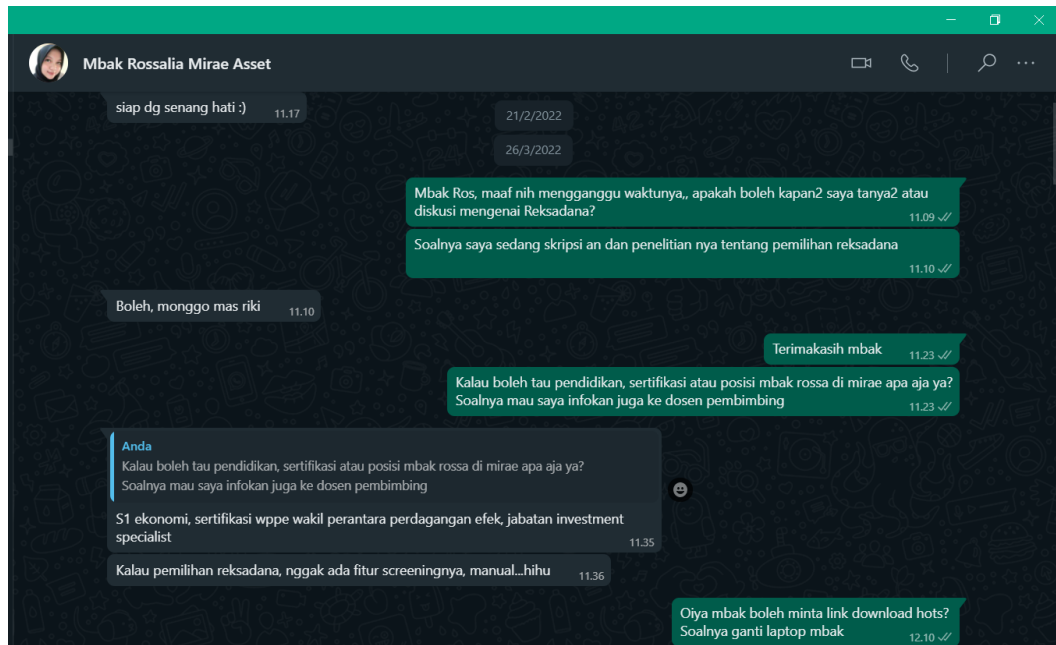 Mbak Rossalia Mirae Asset
siap dg senang hati :)
11.17
21/2/2022
26/3/2022
Mbak Ros, maaf nih mengganggu waktunya,, apakah boleh kapan2 saya tanya2 atau
diskusi mengenai Reksadana?
11.09
Soalnya saya sedang skripsi an dan penelitian nya tentang pemilihan reksadana
11.10
Boleh, monggo mas riki
11.10
Terimakasih mbak
11.23
Kalau boleh tau pendidikan, sertifikasi atau posisi mbak rossa di mirae apa aja ya?
Soalnya mau saya infokan juga ke dosen pembimbing
11.23
Anda
Kalau boleh tau pendidikan, sertifikasi atau posisi mbak rossa di mirae apa aja ya?
Soalnya mau saya infokan juga ke dosen pembimbing
S1 ekonomi, sertifikasi wppe wakil perantara perdagangan efek, jabatan investment
specialist
11.35
Kalau pemilihan reksadana, nggak ada fitur screeningnya, manual...hihu
11.36
Oiya mbak boleh minta link download hots?
Soalnya ganti laptop mbak
12.10